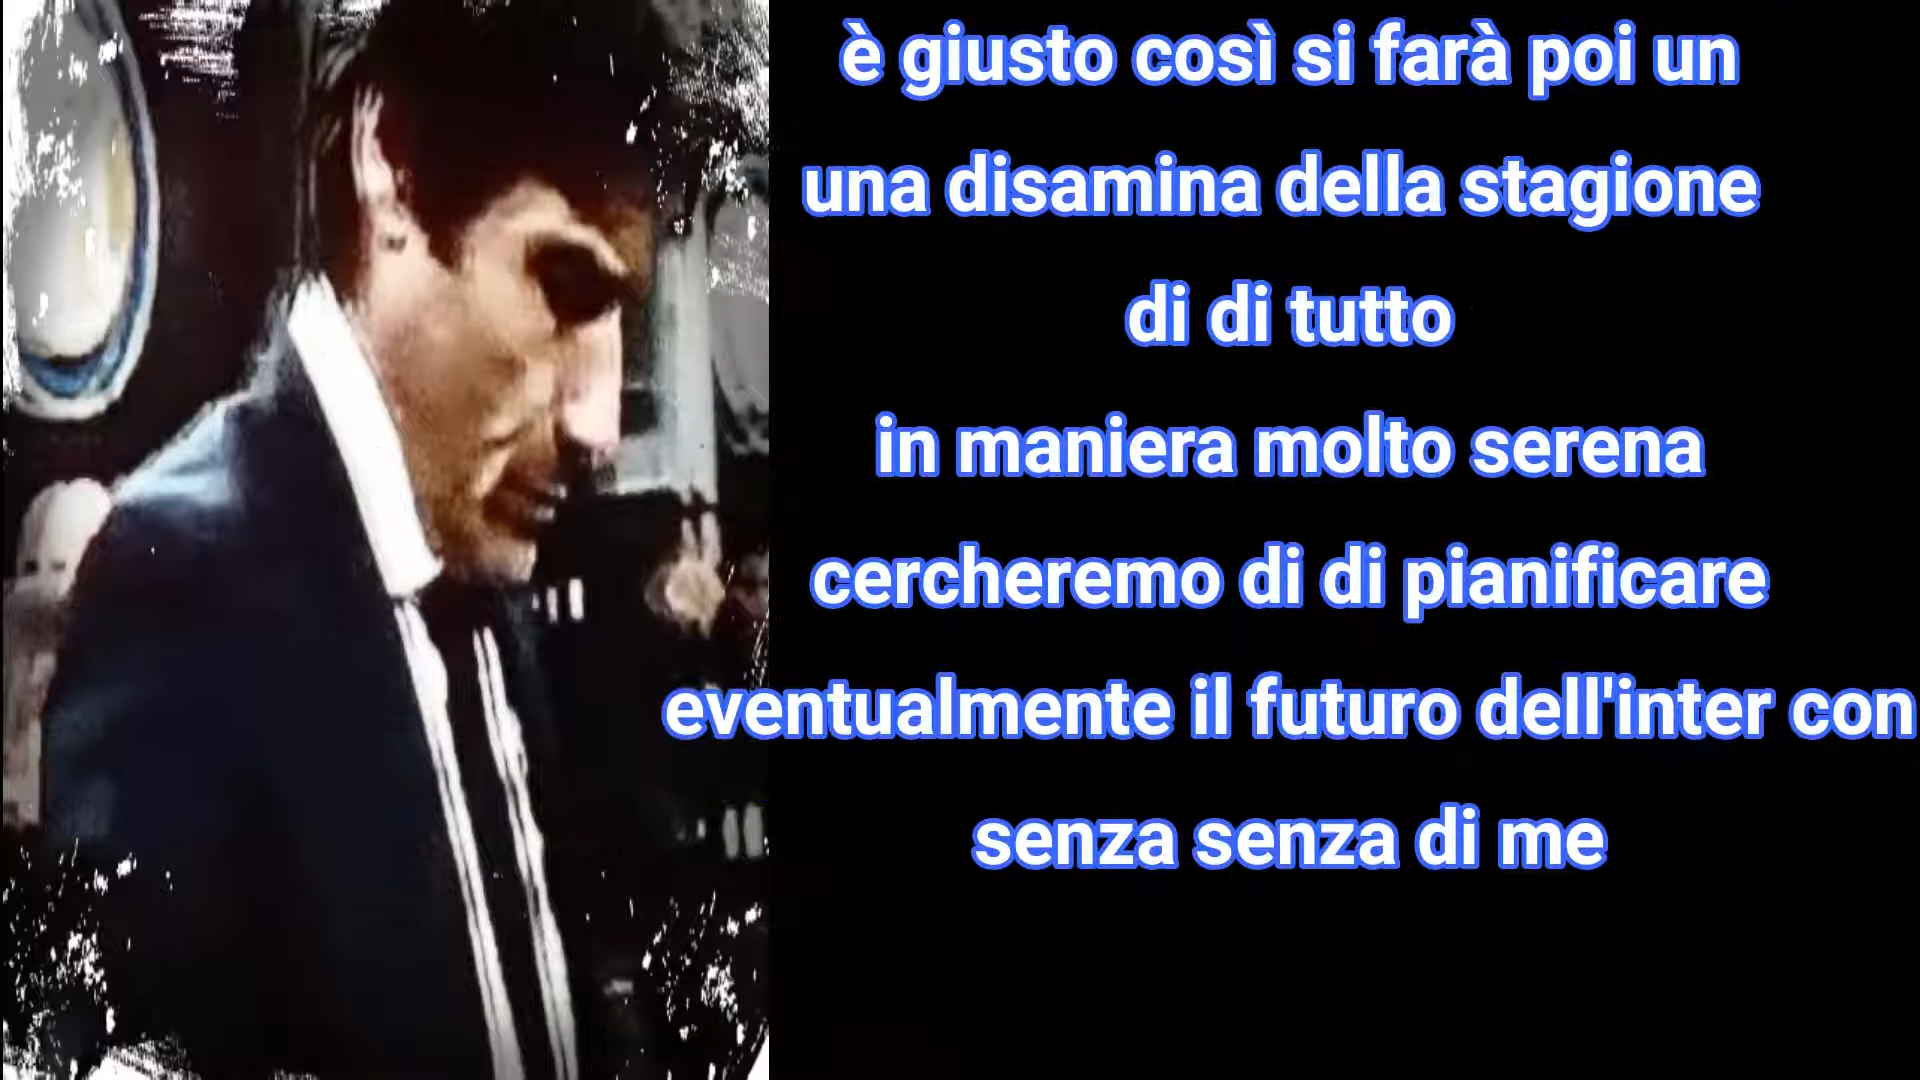 è giusto così si farà poi un
una disamina della stagione
di di tutto
in maniera molto serena
cercheremo di di pianificare
eventualmente il futuro dell'inter con
senza senza di me